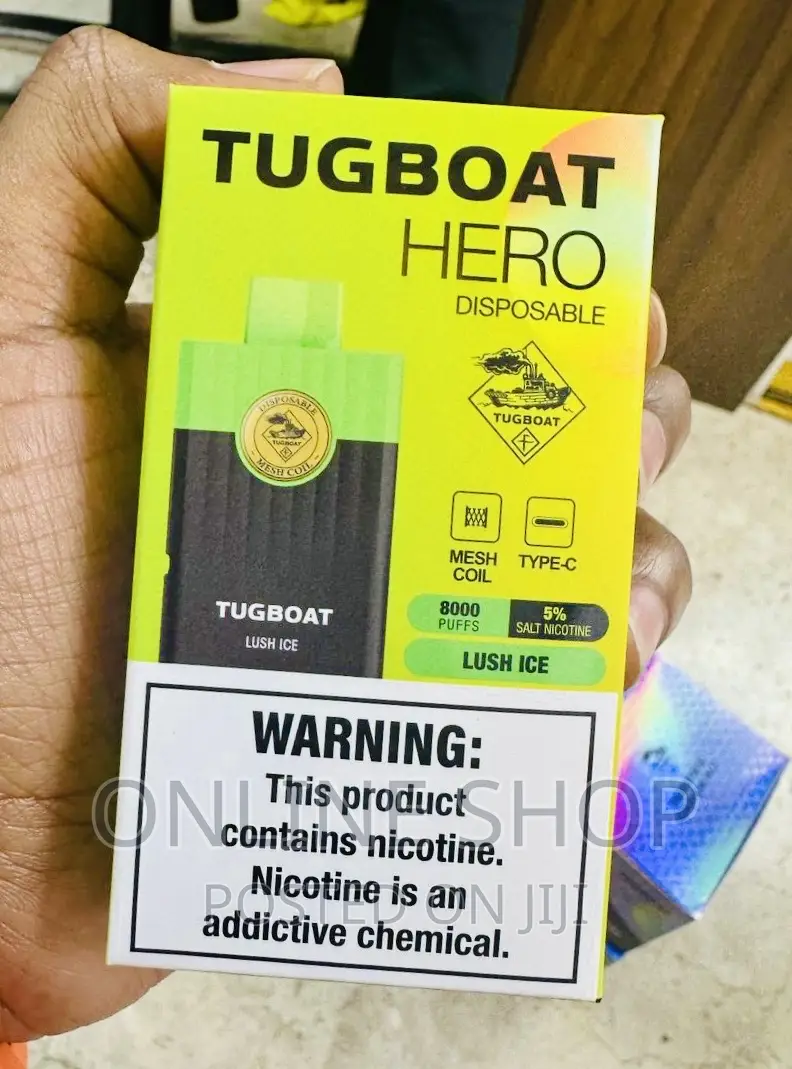 TUGBOAT
HERO
DISPOSABLE
DISPOSABLE
TUGBOAT
MESH COIL
TUGBOAT
MESH
COIL
TYPE-C
8000
PUFFS
5%
SALT NICOTINE
LUSH ICE
TUGBOAT
LUSH ICE
WARNING:
This product
contains nicotine.
Nicotine is an
addictive chemical.
ONLINE SHOP
POSTED ON JIJI